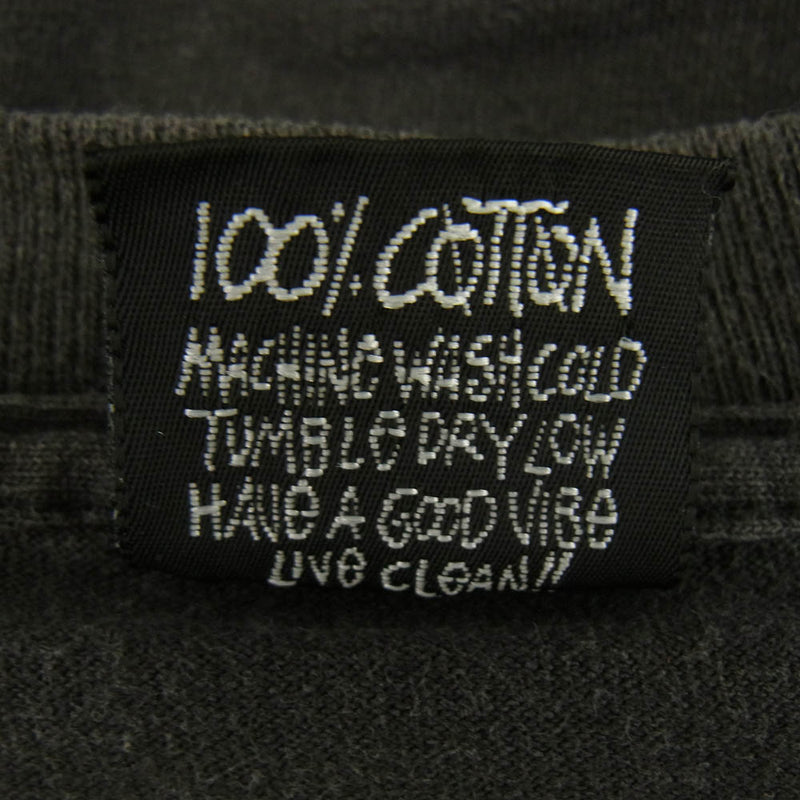 100% COTTON
MACHINE WASH COLD
TUMBLE DRY LOW
HAVE A GOOD VIBE
LIVE CLEAN!!